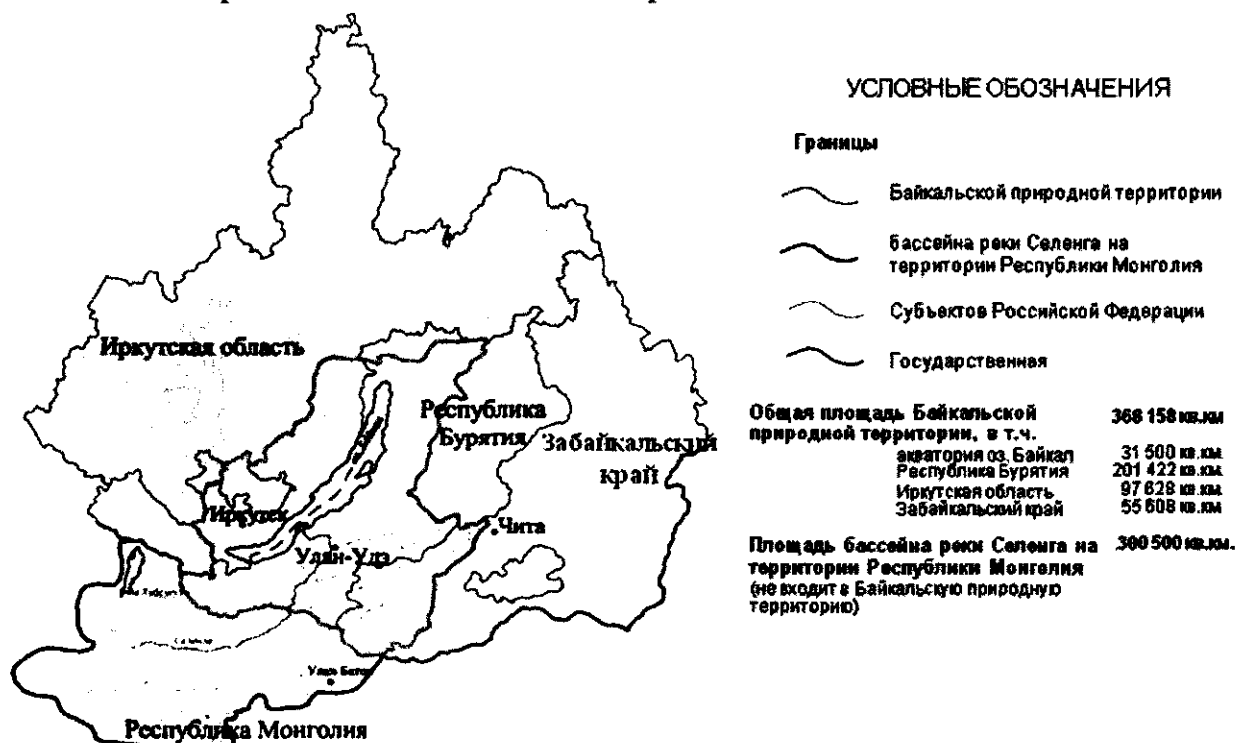 Иркутская область
Республика
Бурятия
Забайкальский
край
Иркутск
Улан-Удэ
Чита
Улан Батор
Республика Монголия
УСЛОВНЫЕ ОБОЗНАЧЕНИЯ
Границы
Байкальской природной территории
бассейна реки Селенга на
территории Республики Монголия
Субъектов Российской Федерации
Государственная
Общая площадь Байкальской 368 158 кв.км
природной территории, в т.ч.
акватория оз. Байкал 31 500 кв.км
Республика Бурятия 201 422 кв.км
Иркутская область 97 628 кв.км
Забайкальский край 55 608 кв.км
Площадь бассейна реки Селенга на 300 500 кв.км.
территории Республики Монголия
(не входит в Байкальскую природную
территорию)